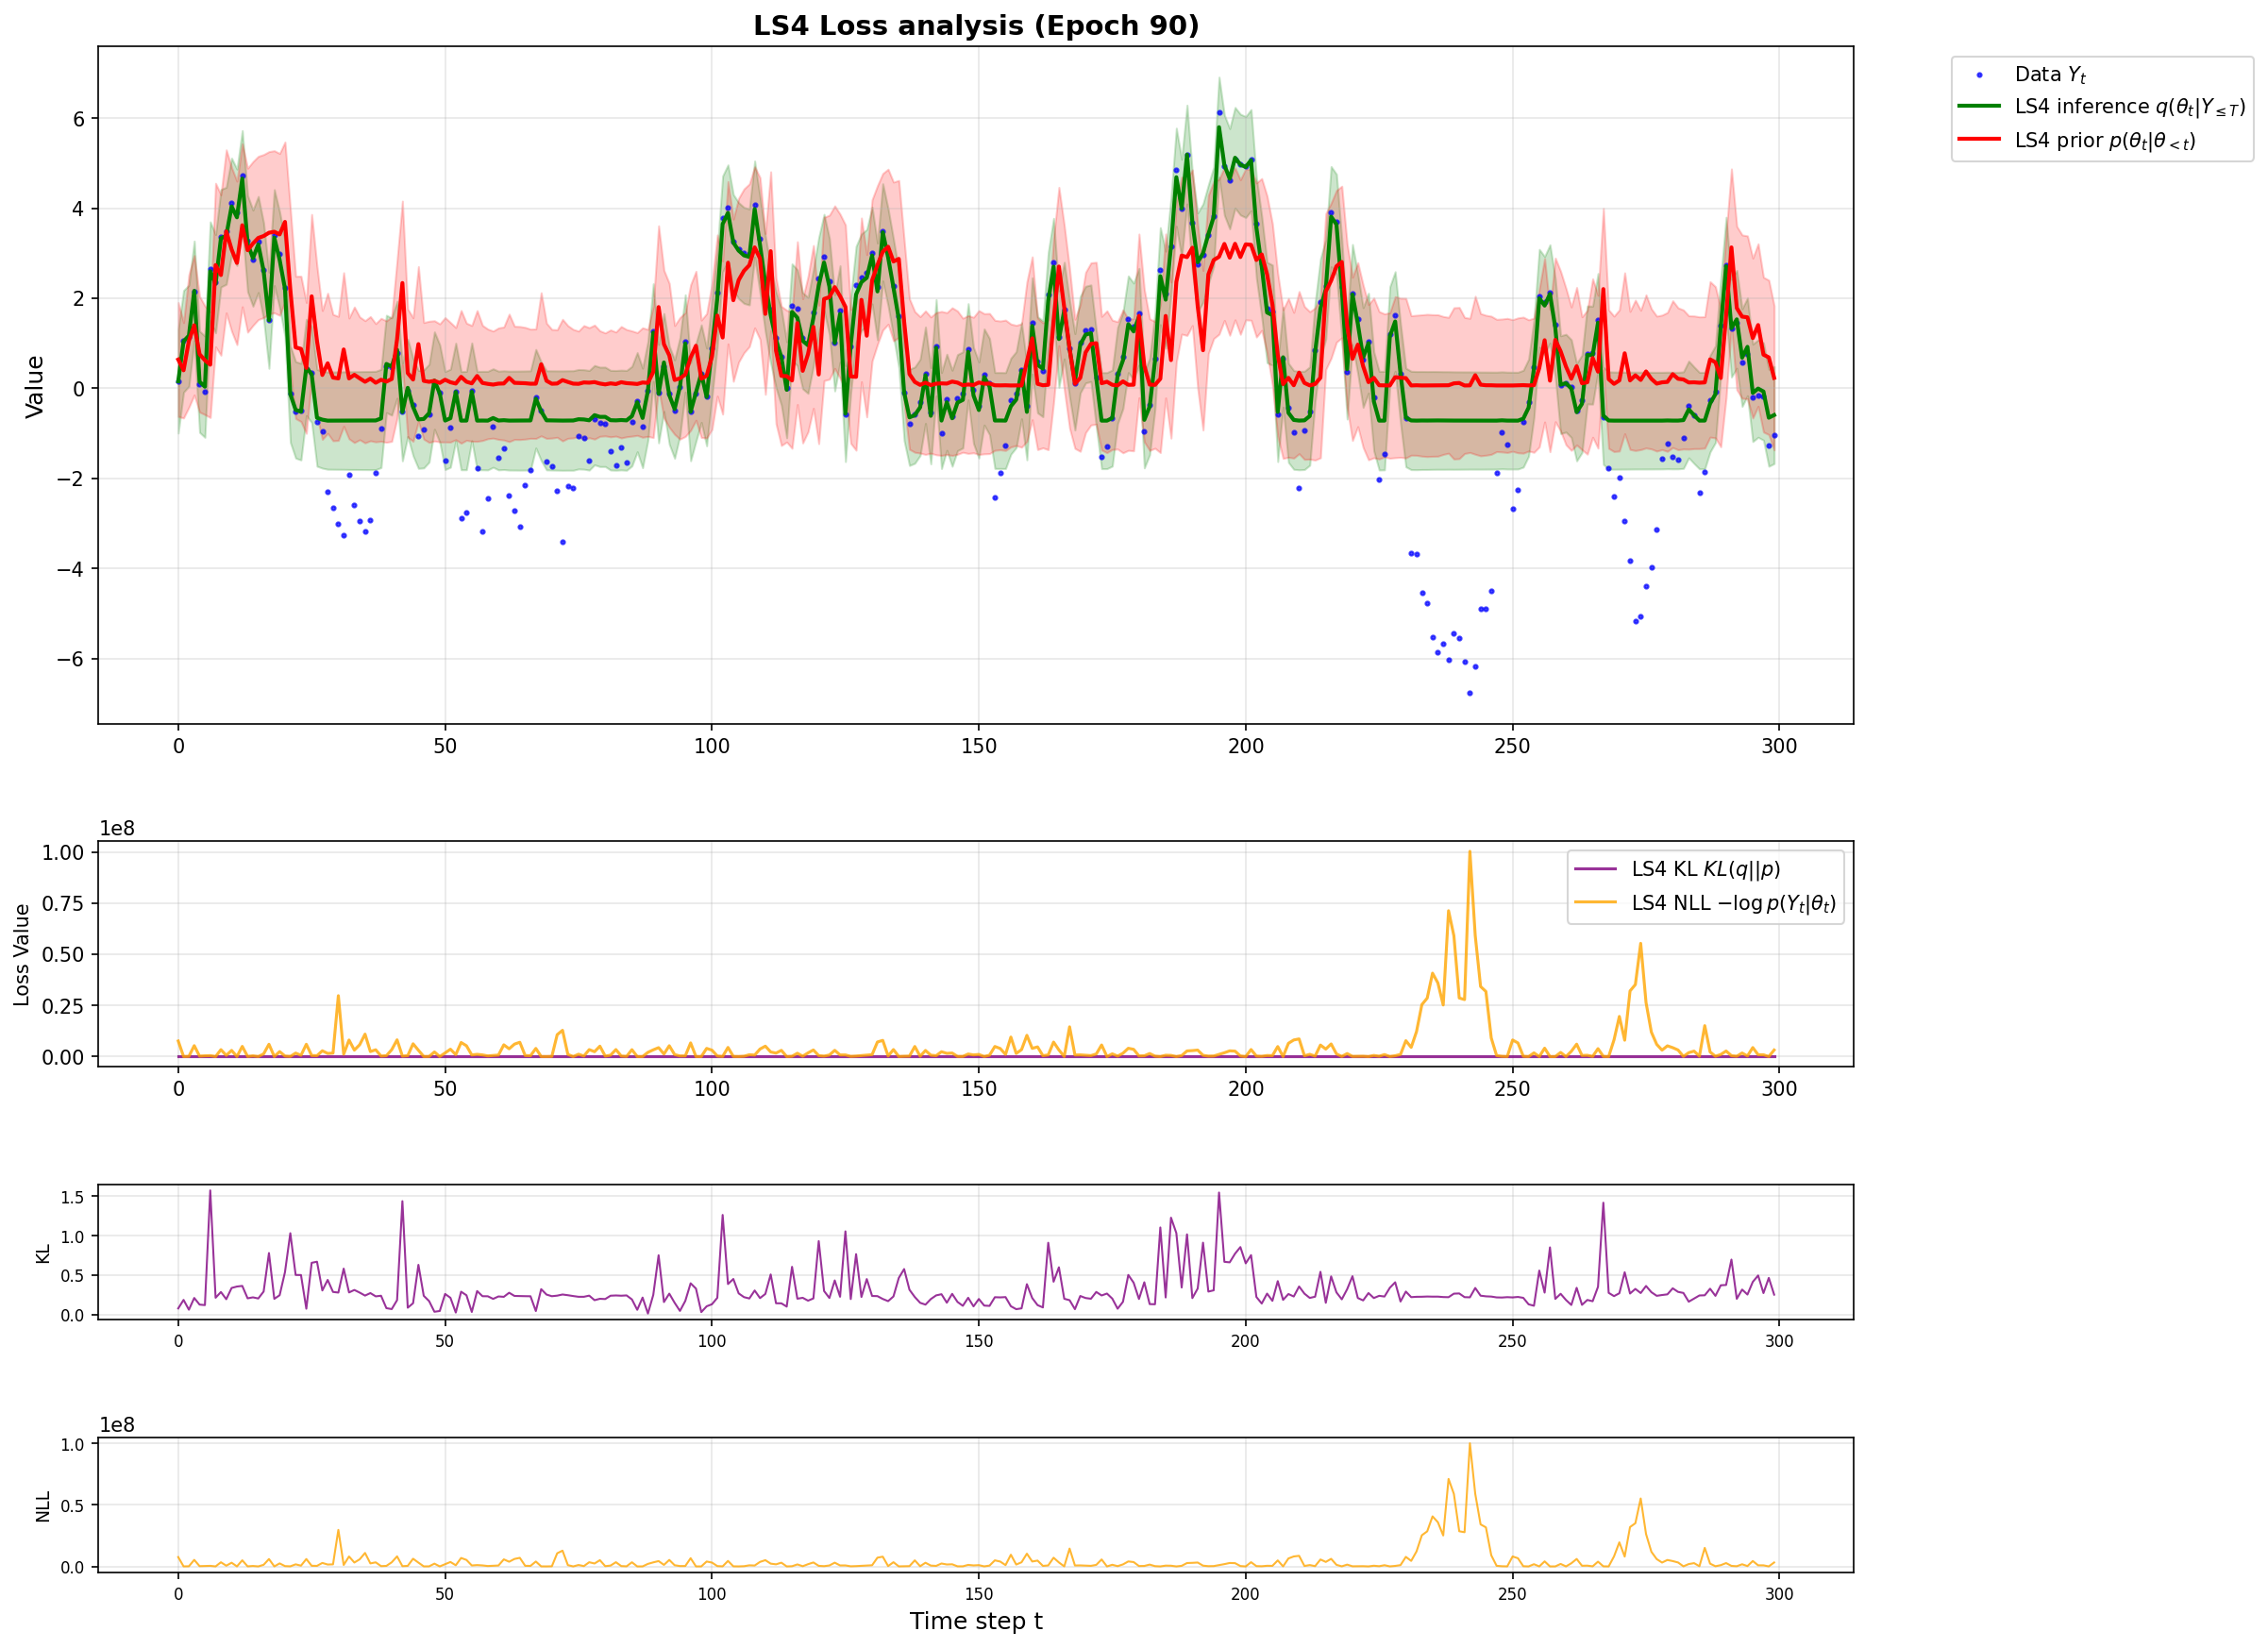 LS4 Loss analysis (Epoch 90)
Data Y_t
LS4 inference q(θ_t|Y_{≤T})
LS4 prior p(θ_t|θ_{<t})
Value
6
4
2
0
−2
−4
−6
0 50 100 150 200 250 300
1e8
Loss Value
1.00
0.75
0.50
0.25
0.00
LS4 KL KL(q||p)
LS4 NLL −log p(Y_t|θ_t)
0 50 100 150 200 250 300
KL
1.5
1.0
0.5
0.0
0 50 100 150 200 250 300
1e8
NLL
1.0
0.5
0.0
0 50 100 150 200 250 300
Time step t